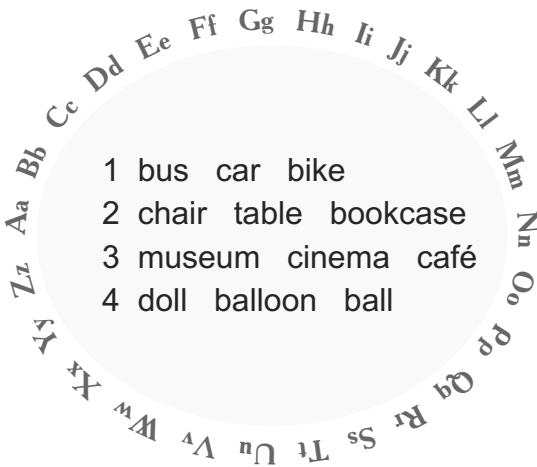 Aa Bb Cc Dd Ee Ff Gg Hh Ii Jj Kk Ll Mm Nn Oo Pp Qq Rr Ss Tt Uu Vv Ww Xx Yy Zz
1 bus car bike
2 chair table bookcase
3 museum cinema café
4 doll balloon ball